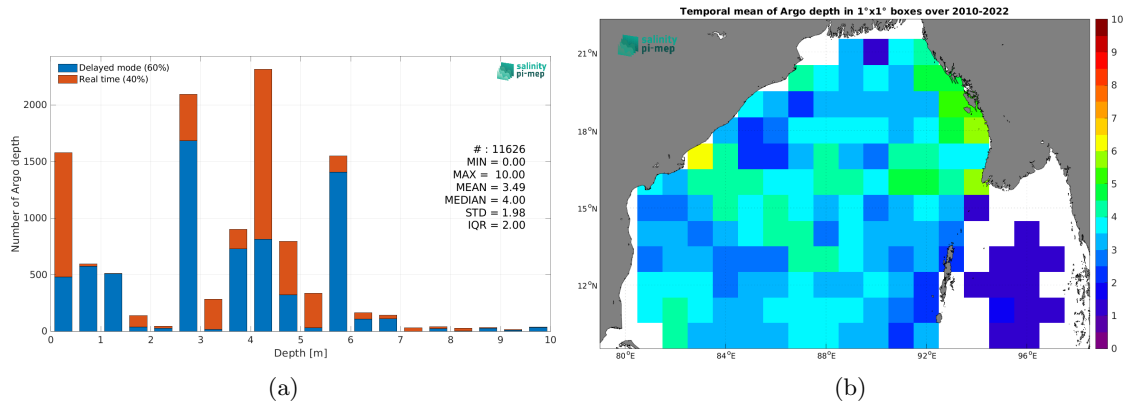 Delayed mode (60%)
Real time (40%)
salinity
pi-mep
# : 11626
MIN = 0.00
MAX = 10.00
MEAN = 3.49
MEDIAN = 4.00
STD = 1.98
IQR = 2.00
Number of Argo depth
2000
1500
1000
500
0
0 1 2 3 4 5 6 7 8 9 10
Depth [m]
(a)
Temporal mean of Argo depth in 1°x1° boxes over 2010-2022
salinity
pi-mep
21°N
18°N
15°N
12°N
80°E 84°E 88°E 92°E 96°E
10
9
8
7
6
5
4
3
2
1
0
(b)